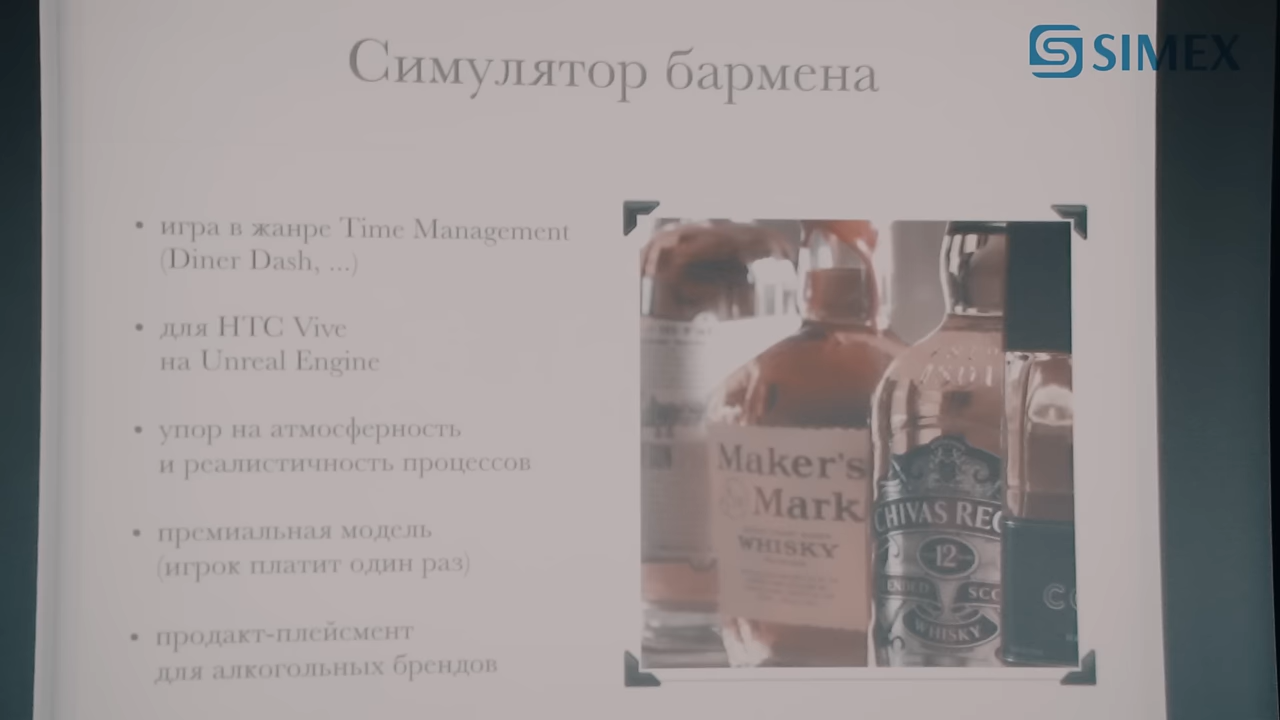 Симулятор бармена
SIMEX
• игра в жанре Time Management
(Diner Dash, ...)
• для HTC Vive
на Unreal Engine
• упор на атмосферность
и реалистичность процессов
• премиальная модель
(игрок платит один раз)
• продакт-плейсмент
для алкогольных брендов
Maker's
Mark
WHISKY
CHIVAS REG
12
SCO
WHISKY